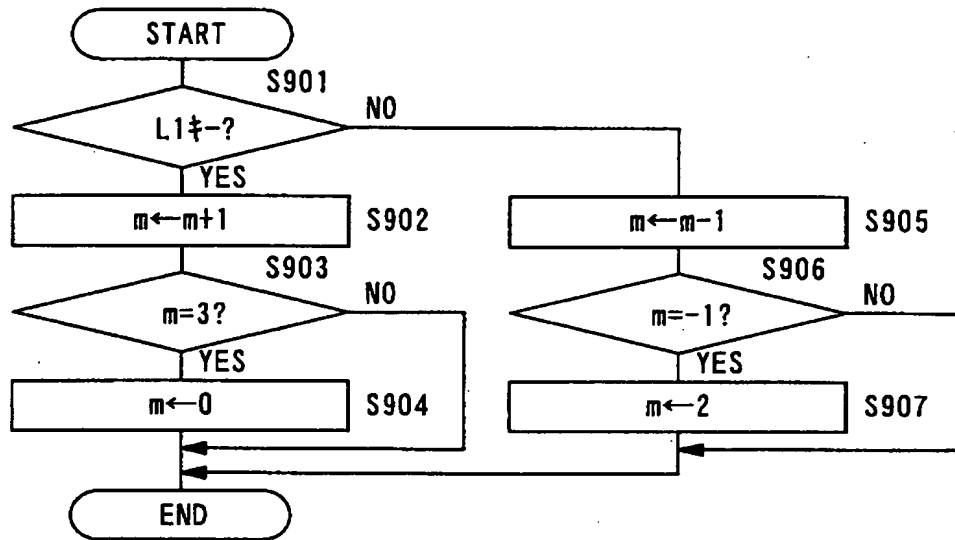 START
S901
L1キー?
NO
YES
m←m+1
S902
m←m-1
S905
S903
S906
m=3?
NO
m=-1?
NO
YES
YES
m←0
S904
m←2
S907
END